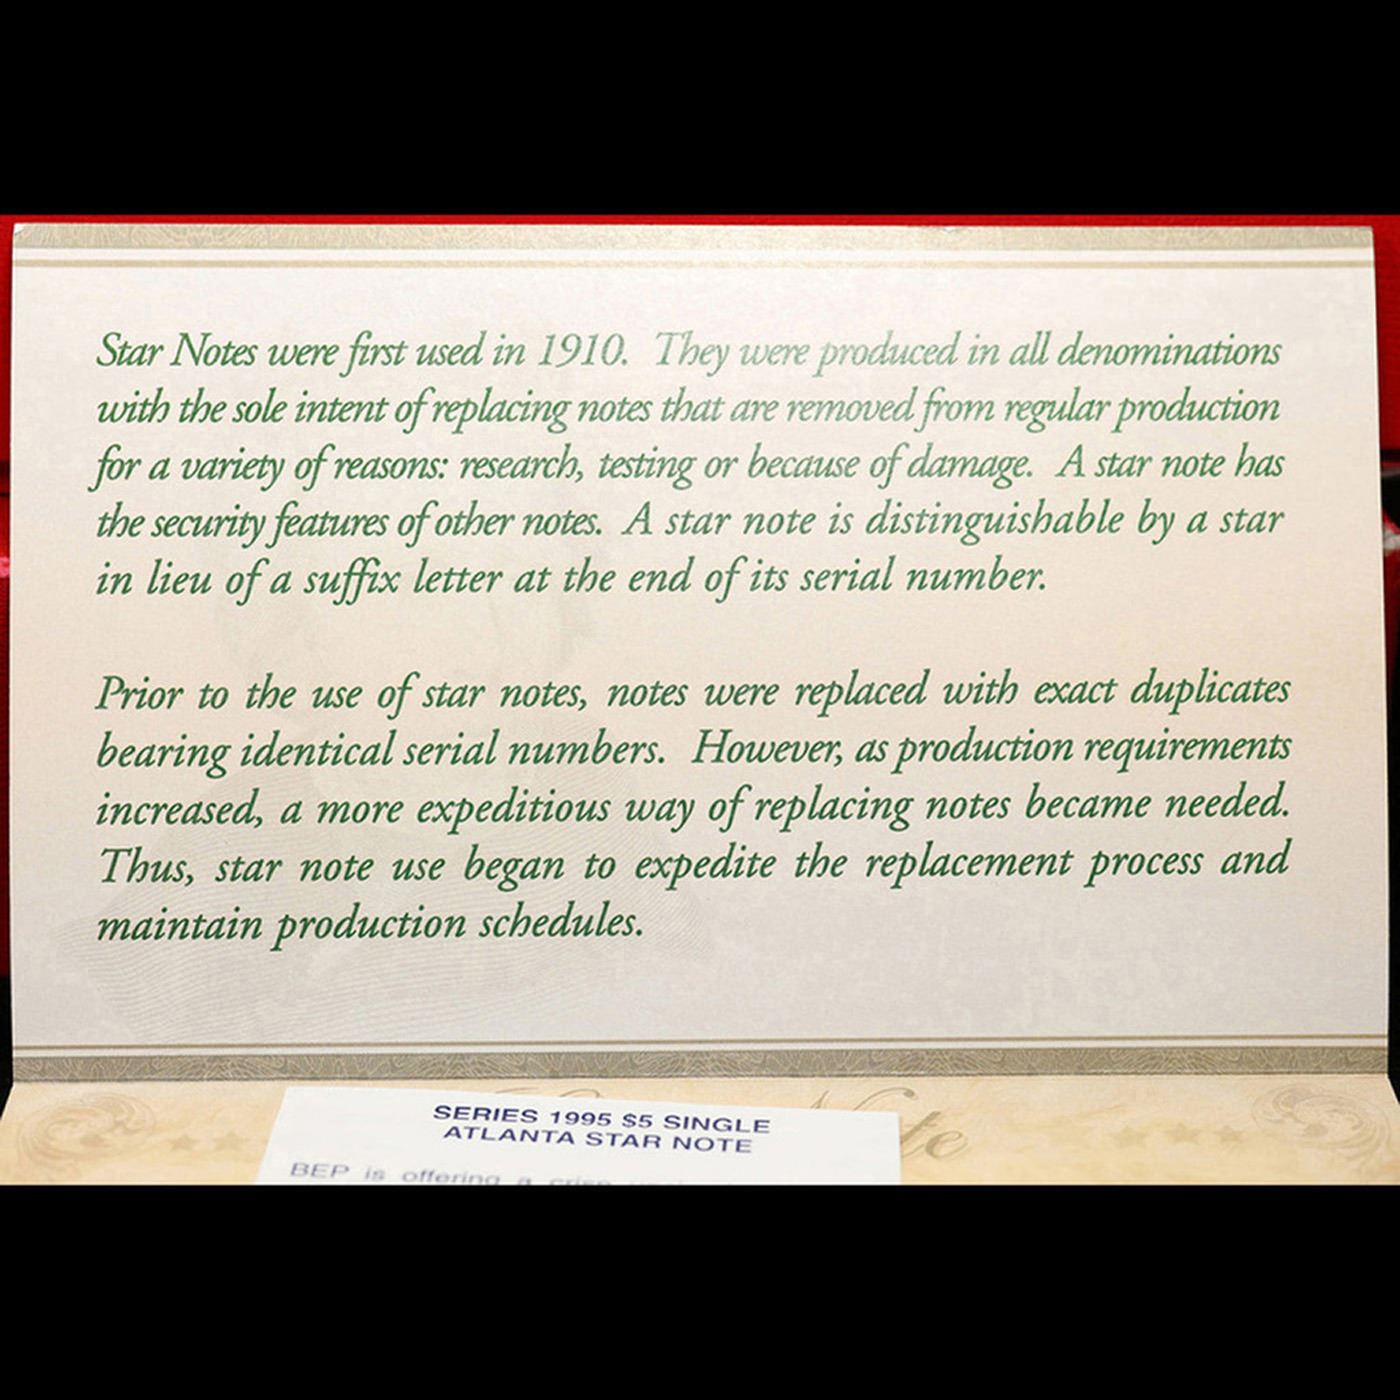 Star Notes were first used in 1910. They were produced in all denominations
with the sole intent of replacing notes that are removed from regular production
for a variety of reasons: research, testing or because of damage. A star note has
the security features of other notes. A star note is distinguishable by a star
in lieu of a suffix letter at the end of its serial number.
Prior to the use of star notes, notes were replaced with exact duplicates
bearing identical serial numbers. However, as production requirements
increased, a more expeditious way of replacing notes became needed.
Thus, star note use began to expedite the replacement process and
maintain production schedules.
SERIES 1995 $5 SINGLE
ATLANTA STAR NOTE
BEP is offering a crisp